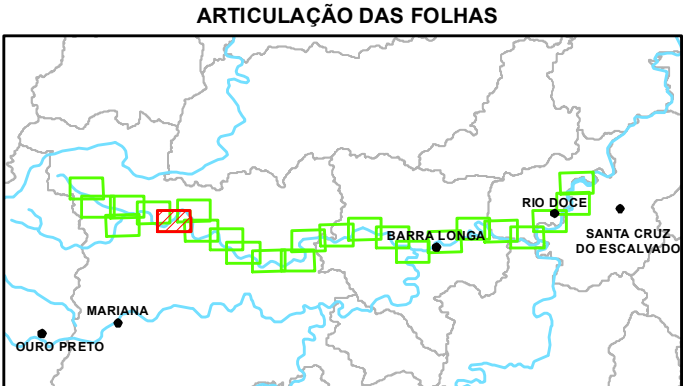 ARTICULAÇÃO DAS FOLHAS
RIO DOCE
BARRA LONGA
SANTA CRUZ
DO ESCALVADO
MARIANA
OURO PRETO